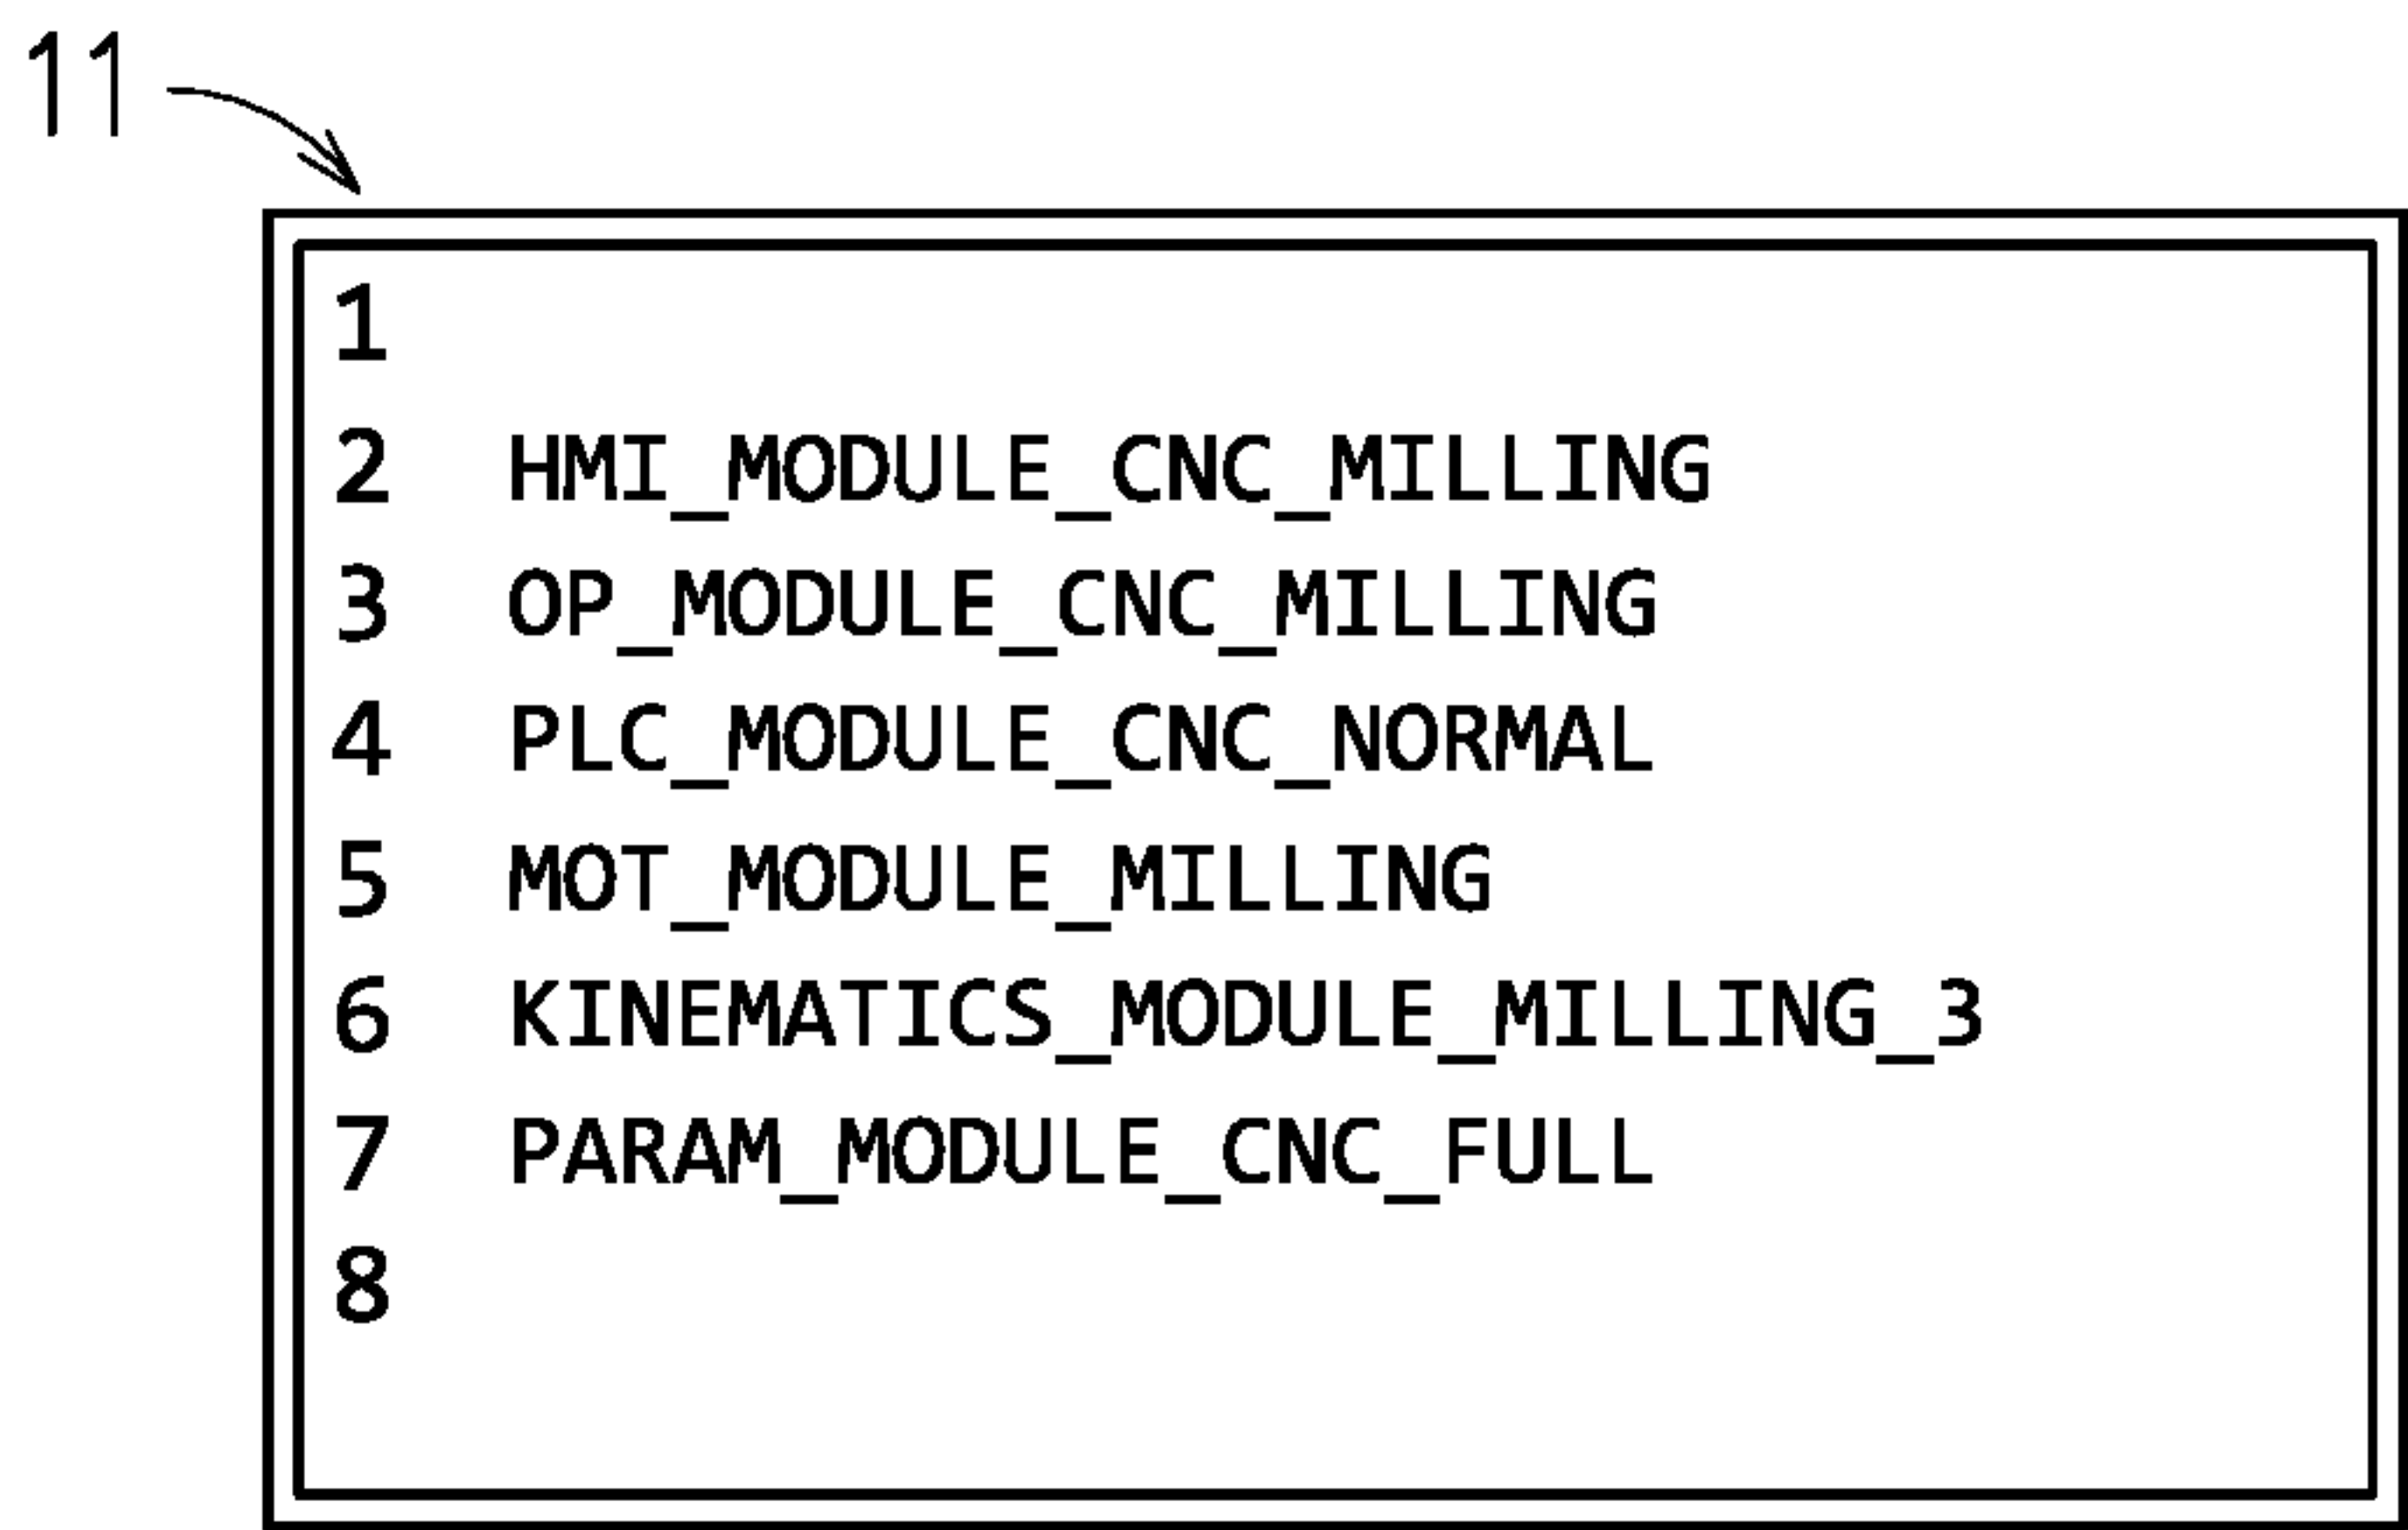 11
1
2 HMI_MODULE_CNC_MILLING
3 OP_MODULE_CNC_MILLING
4 PLC_MODULE_CNC_NORMAL
5 MOT_MODULE_MILLING
6 KINEMATICS_MODULE_MILLING_3
7 PARAM_MODULE_CNC_FULL
8